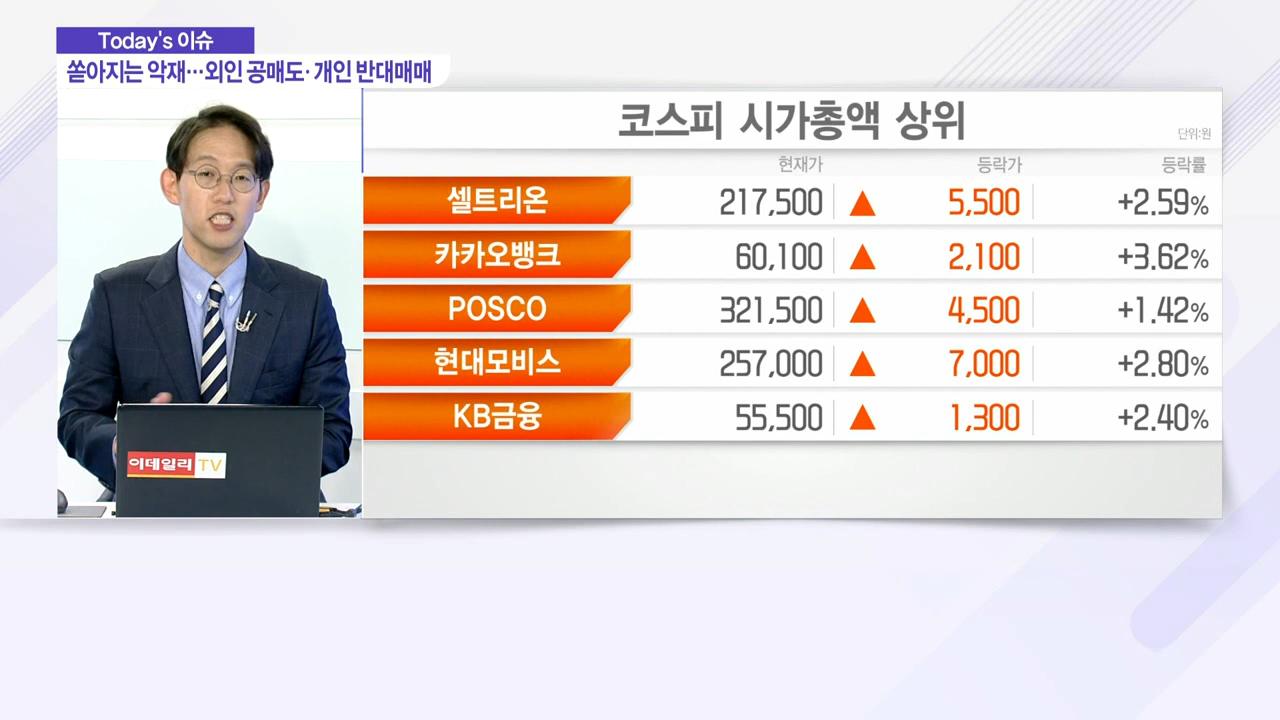 Today's 이슈
쏟아지는 악재…외인 공매도·개인 반대매매
코스피 시가총액 상위
단위:원
현재가 등락가 등락률
셀트리온 217,500 ▲ 5,500 +2.59%
카카오뱅크 60,100 ▲ 2,100 +3.62%
POSCO 321,500 ▲ 4,500 +1.42%
현대모비스 257,000 ▲ 7,000 +2.80%
KB금융 55,500 ▲ 1,300 +2.40%
이데일리 TV